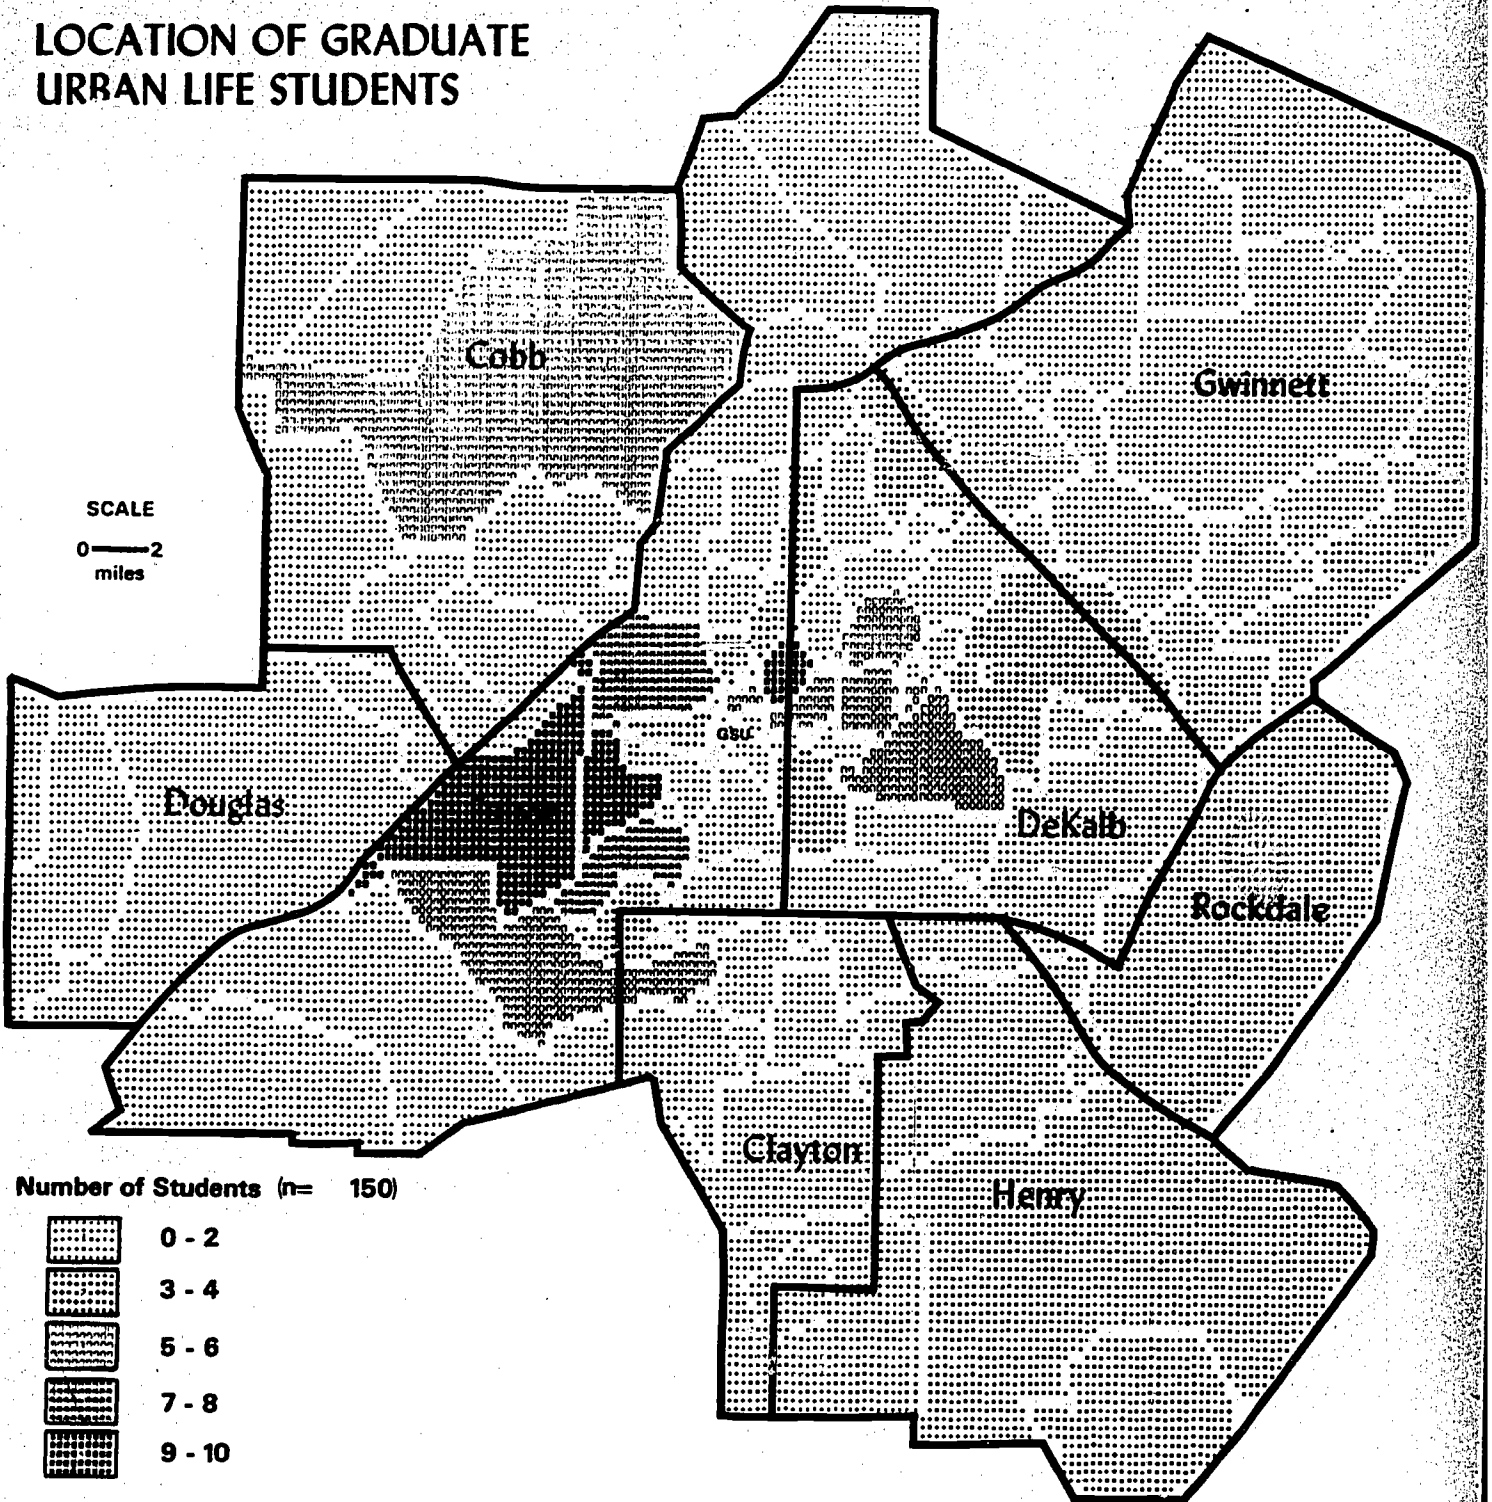 LOCATION OF GRADUATE
URBAN LIFE STUDENTS
Cobb
Gwinnett
SCALE
0 2
miles
GSU
Douglas
DeKalb
Rockdale
Clayton
Henry
Number of Students (n= 150)
0 - 2
3 - 4
5 - 6
7 - 8
9 - 10